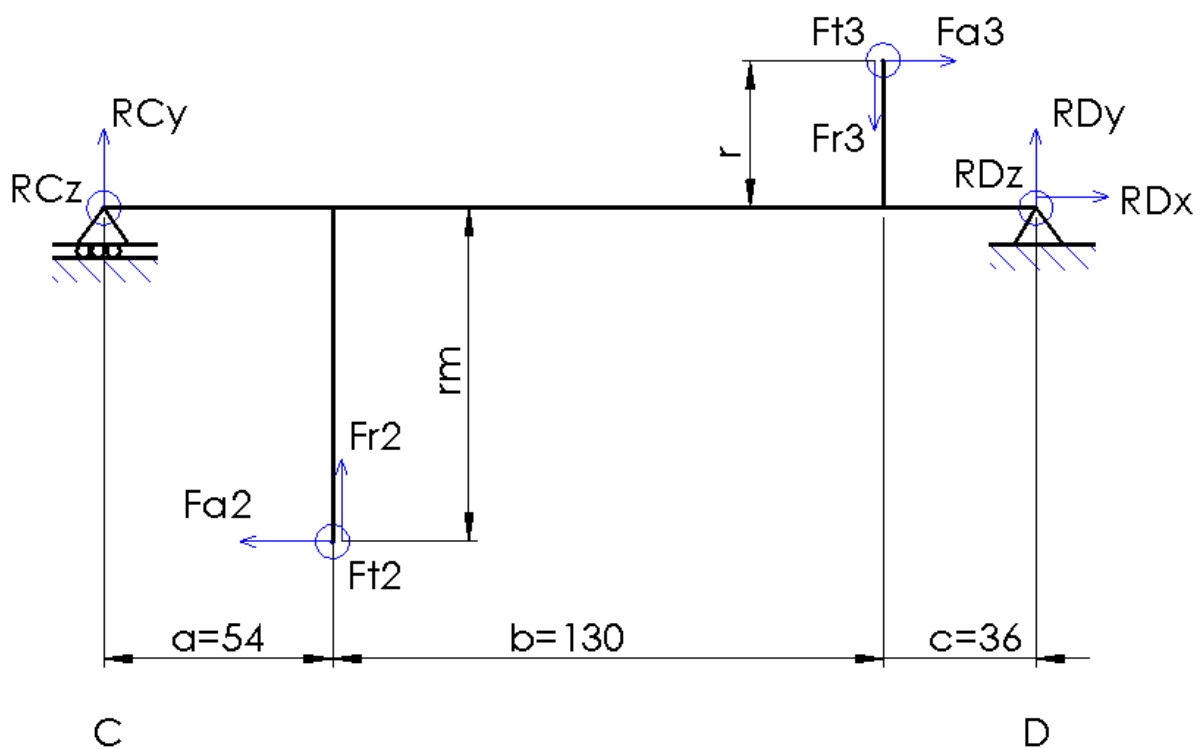 Ft3
Fa3
RCy
RDy
r
Fr3
RCz
RDz
RDx
rm
Fr2
Fa2
Ft2
a=54
b=130
c=36
C
D